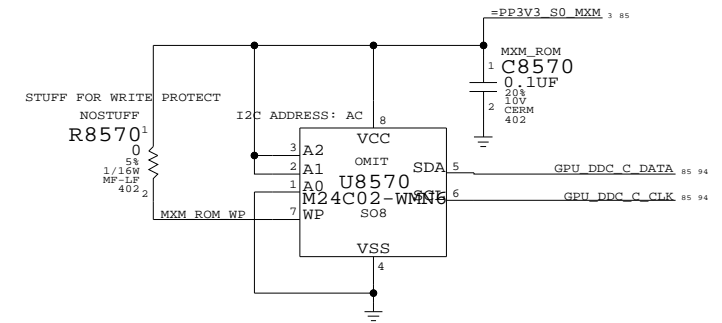 =PP3V3_S0_MXM 3 85
MXM_ROM
1 C8570
0.1UF
20%
10V
2 CERM
402
STUFF FOR WRITE PROTECT
NOSTUFF
R8570 1
0
5%
1/16W
MF-LF
402 2
I2C ADDRESS: AC
8
VCC
OMIT
3 A2
2 A1
1 A0
7 WP
MXM_ROM_WP
U8570
M24C02-WMN6
SO8
SDA 5
GPU_DDC_C_DATA 85 94
SCL 6
GPU_DDC_C_CLK 85 94
VSS
4